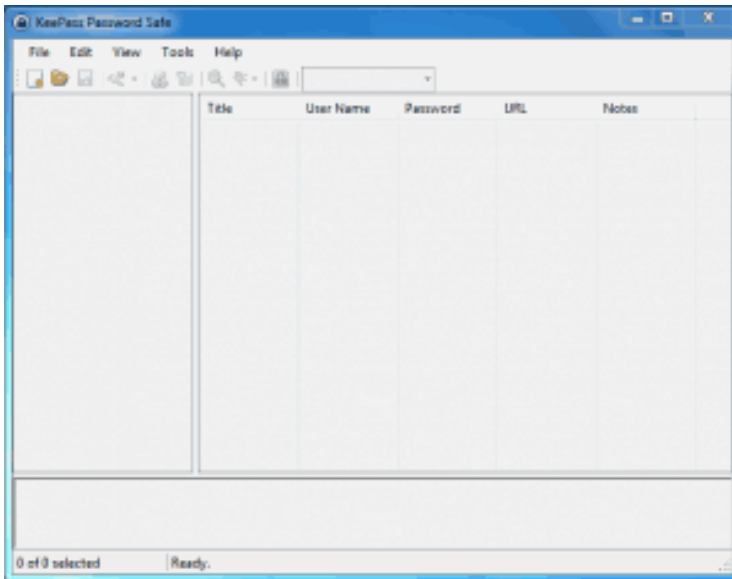 KeePass Password Safe
File Edit View Tools Help
Title User Name Password URL Notes
0 of 0 selected Ready.